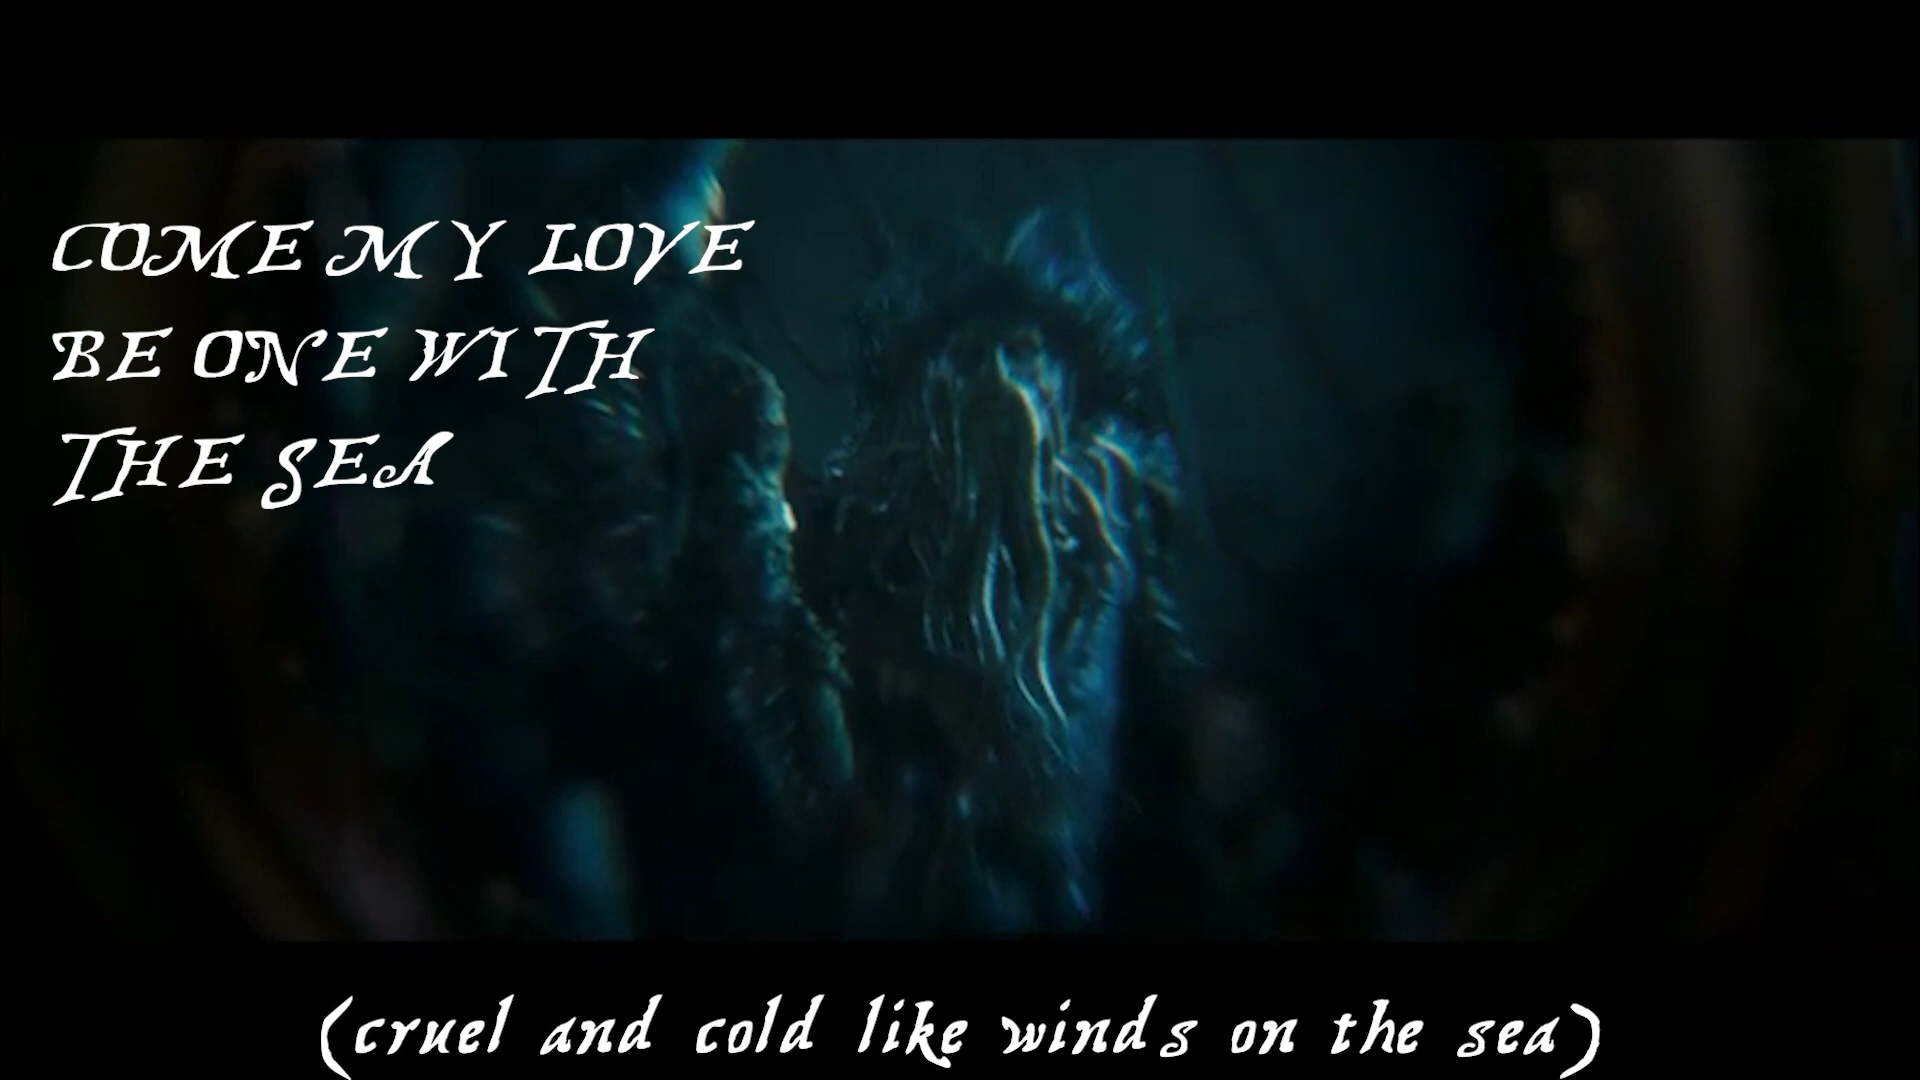 COME MY LOVE
BE ONE WITH
THE SEA
(cruel and cold like winds on the sea)